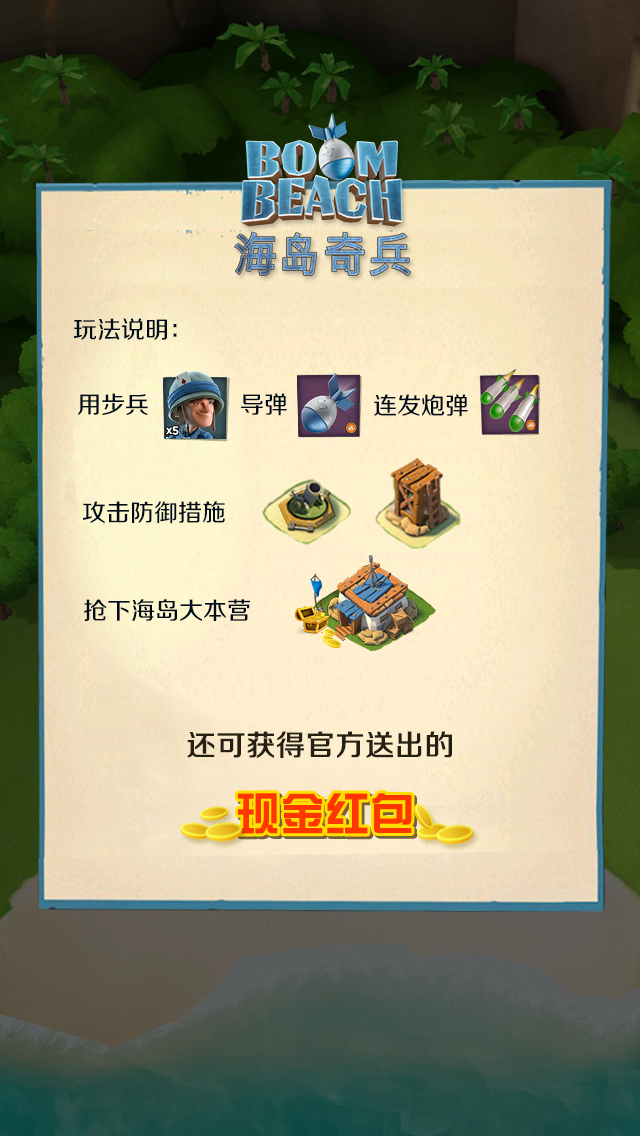 BOOM
BEACH
海岛奇兵
玩法说明：
用步兵 x5 导弹 连发炮弹
攻击防御措施
抢下海岛大本营
还可获得官方送出的
现金红包